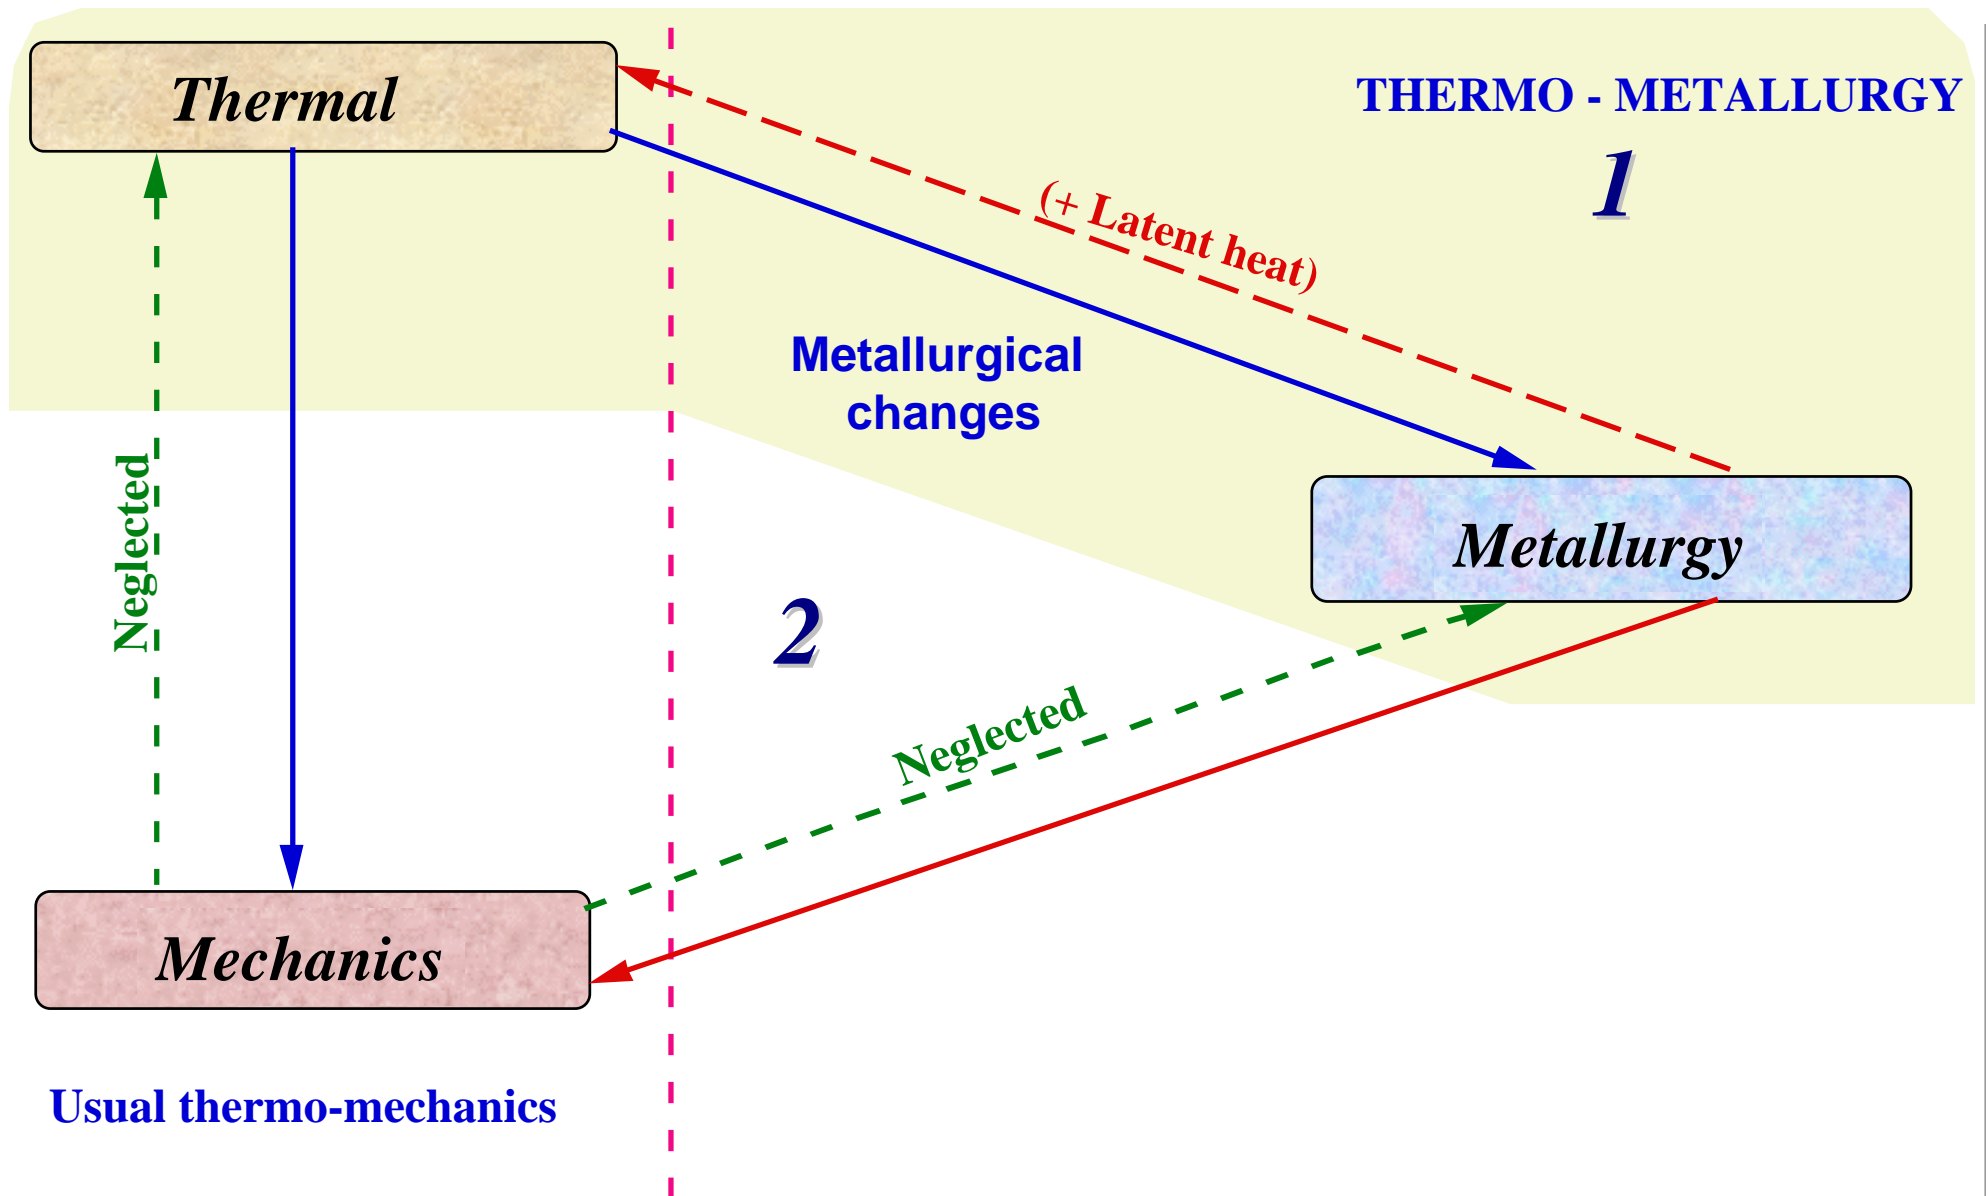 Thermal
THERMO - METALLURGY
1
(+ Latent heat)
Metallurgical
changes
Metallurgy
Neglected
2
Neglected
Mechanics
Usual thermo-mechanics